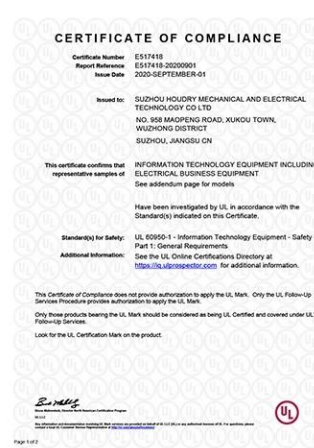 CERTIFICATE OF COMPLIANCE
Certificate Number E517418
Report Reference E517418-20200901
Issue Date 2020-SEPTEMBER-01
Issued to: SUZHOU HOUDRY MECHANICAL AND ELECTRICAL
TECHNOLOGY CO LTD
NO. 958 MAOPENG ROAD, XUKOU TOWN,
WUZHONG DISTRICT
SUZHOU, JIANGSU CN
This certificate confirms that INFORMATION TECHNOLOGY EQUIPMENT INCLUDIN
representative samples of ELECTRICAL BUSINESS EQUIPMENT
See addendum page for models
Have been investigated by UL in accordance with the
Standard(s) indicated on this Certificate.
Standard(s) for Safety: UL 60950-1 - Information Technology Equipment - Safety
Part 1: General Requirements
Additional Information: See the UL Online Certifications Directory at
https://iq.ulprospector.com for additional information.
This Certificate of Compliance does not provide authorization to apply the UL Mark. Only the UL Follow-Up
Services Procedure provides authorization to apply the UL Mark.
Only those products bearing the UL Mark should be considered as being UL Certified and covered under UL
Follow-Up Services.
Look for the UL Certification Mark on the product.
UL
Page 1 of 2